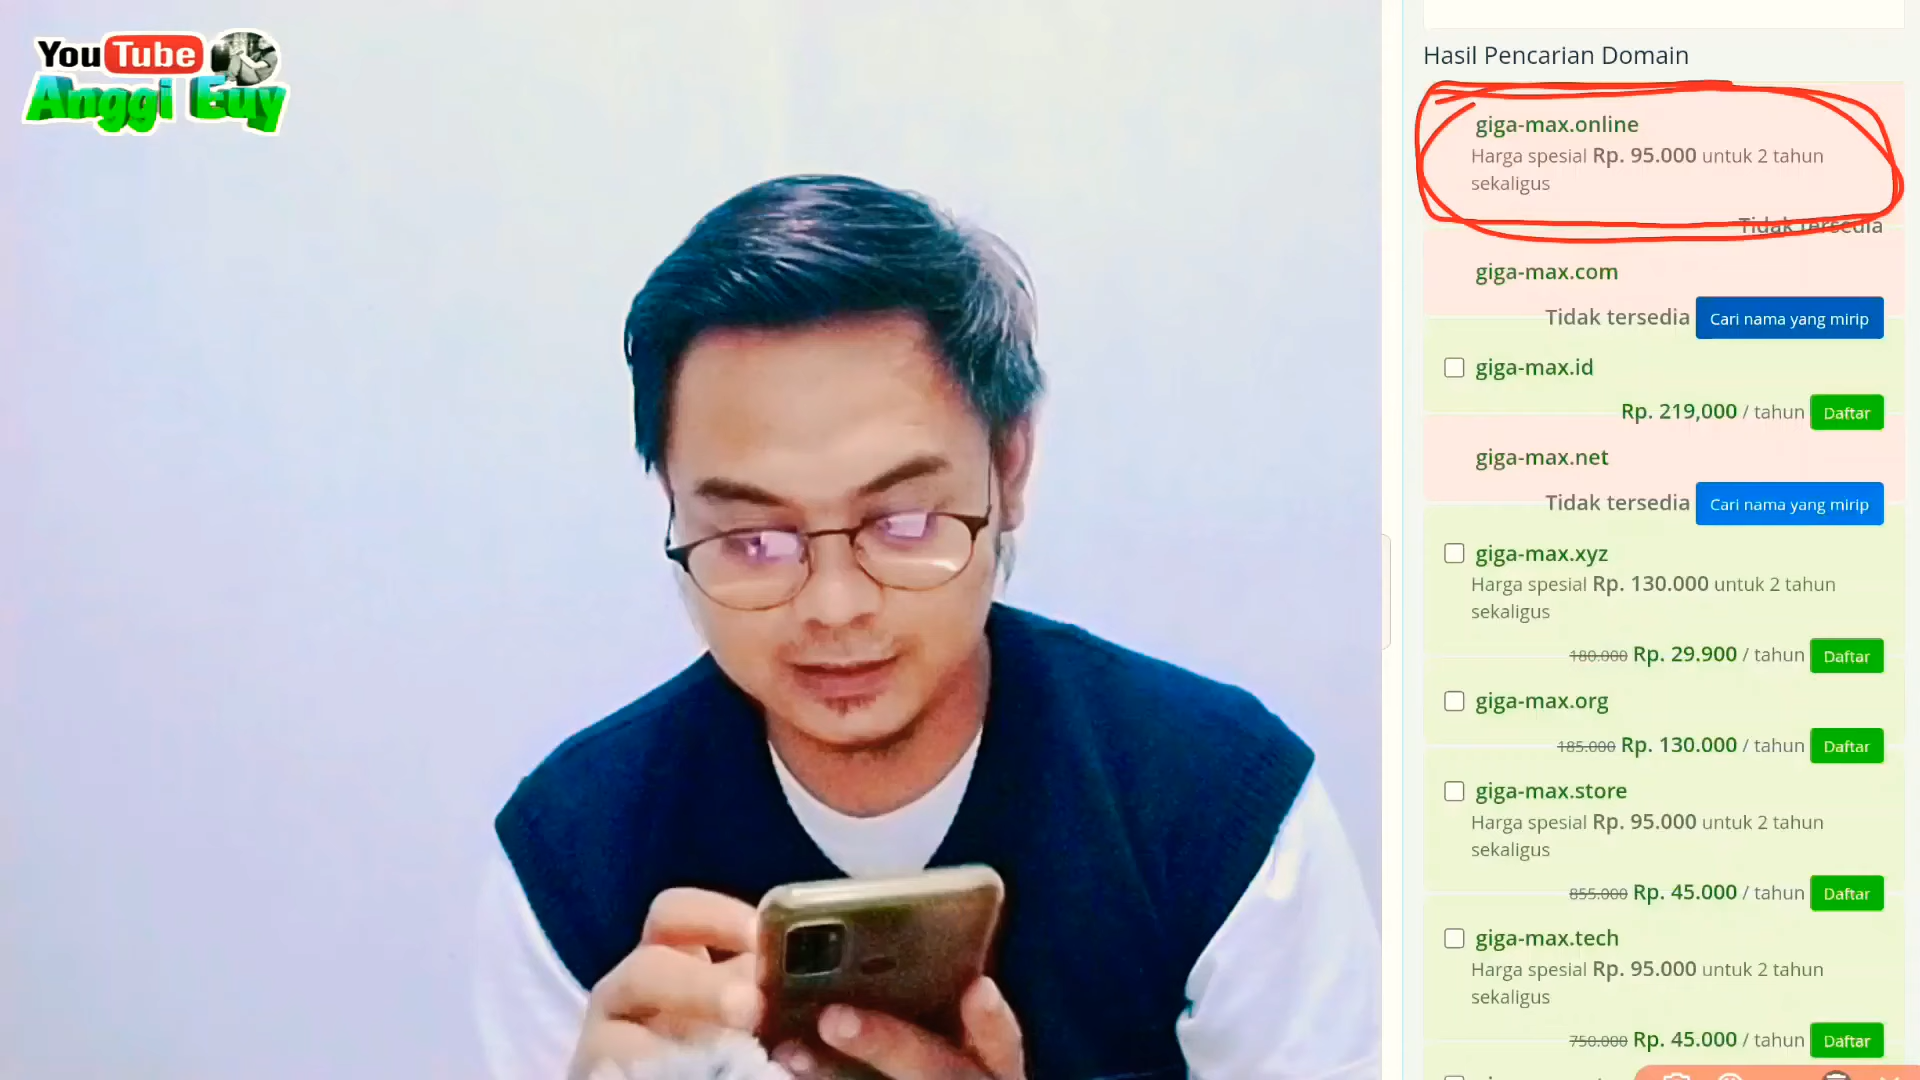 YouTube
Anggi Euy
Hasil Pencarian Domain
giga-max.online
Harga spesial Rp. 95.000 untuk 2 tahun
sekaligus
Tidak tersedia
giga-max.com
Tidak tersedia Cari nama yang mirip
giga-max.id
Rp. 219,000 / tahun Daftar
giga-max.net
Tidak tersedia Cari nama yang mirip
giga-max.xyz
Harga spesial Rp. 130.000 untuk 2 tahun
sekaligus
180.000 Rp. 29.900 / tahun Daftar
giga-max.org
185.000 Rp. 130.000 / tahun Daftar
giga-max.store
Harga spesial Rp. 95.000 untuk 2 tahun
sekaligus
855.000 Rp. 45.000 / tahun Daftar
giga-max.tech
Harga spesial Rp. 95.000 untuk 2 tahun
sekaligus
750.000 Rp. 45.000 / tahun Daftar